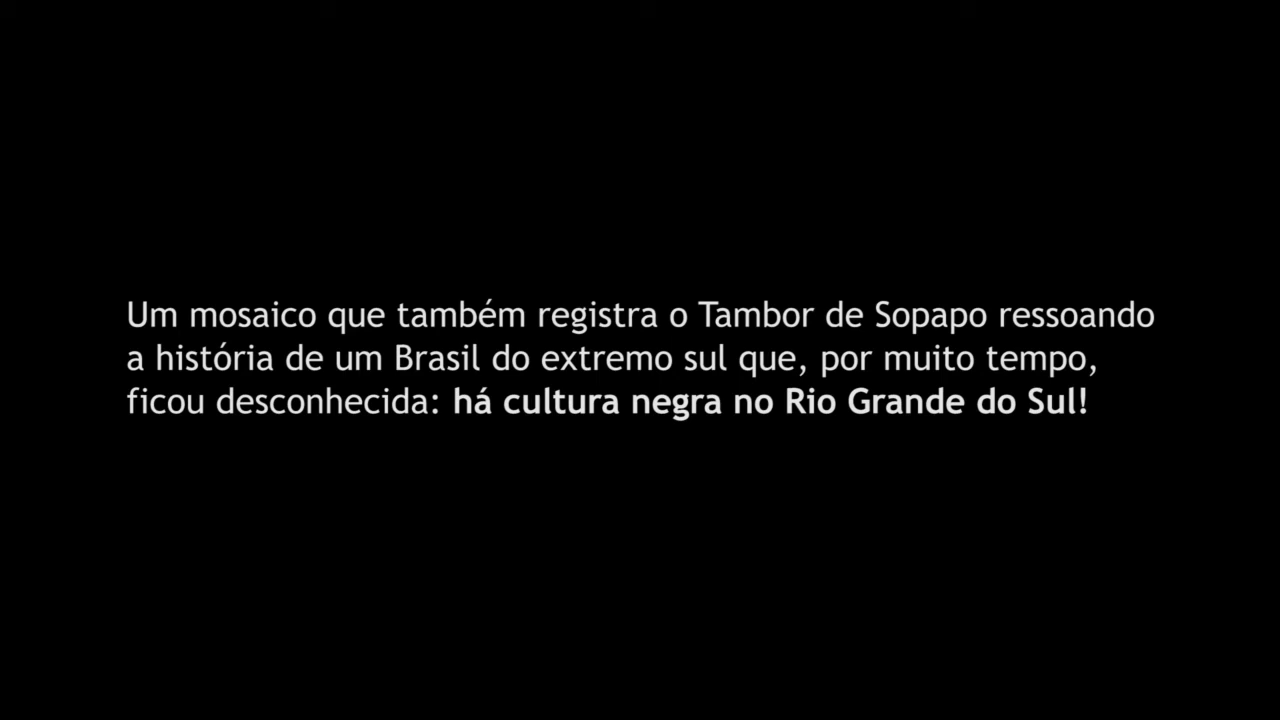 Um mosaico que também registra o Tambor de Sopapo ressoando
a história de um Brasil do extremo sul que, por muito tempo,
ficou desconhecida: há cultura negra no Rio Grande do Sul!